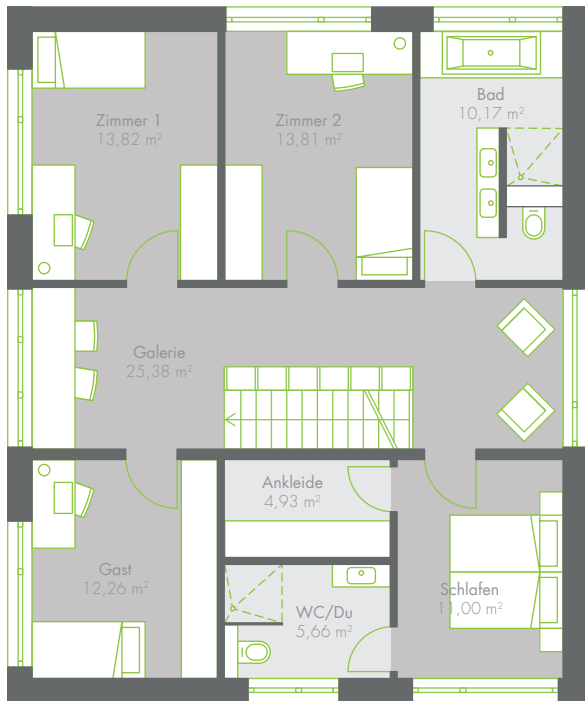 Zimmer 1
13,82 m²
Zimmer 2
13,81 m²
Bad
10,17 m²
Galerie
25,38 m²
Ankleide
4,93 m²
Gast
12,26 m²
Schlafen
11,00 m²
WC/Du
5,66 m²